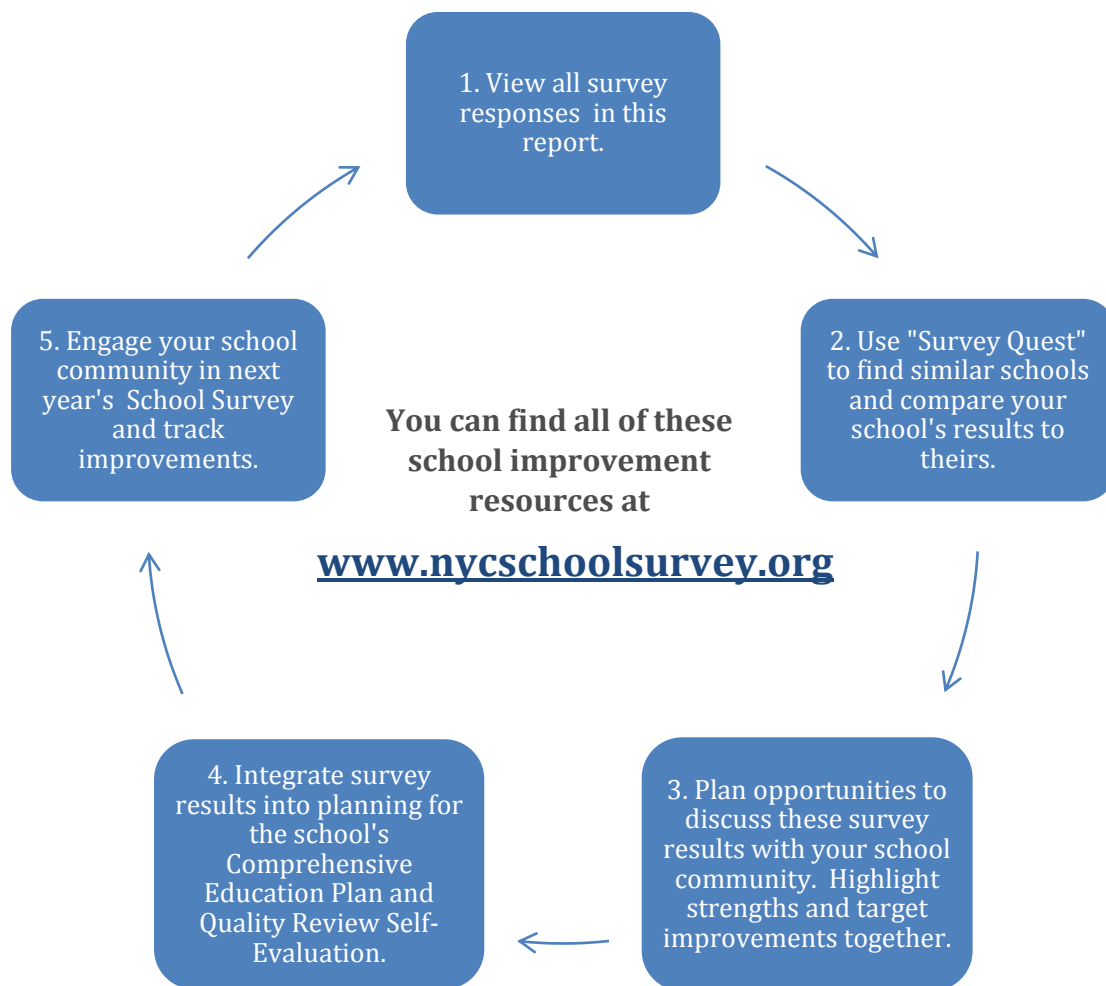 1. View all survey
responses  in this
report.
2. Use "Survey Quest"
to find similar schools
and compare your
school's results to
theirs.
3. Plan opportunities to
discuss these survey
results with your school
community.  Highlight
strengths and target
improvements together.
4. Integrate survey
results into planning for
the school's
Comprehensive
Education Plan and
Quality Review Self-
Evaluation.
5. Engage your school
community in next
year's  School Survey
and track
improvements.
You can find all of these
school improvement
resources at
www.nycschoolsurvey.org